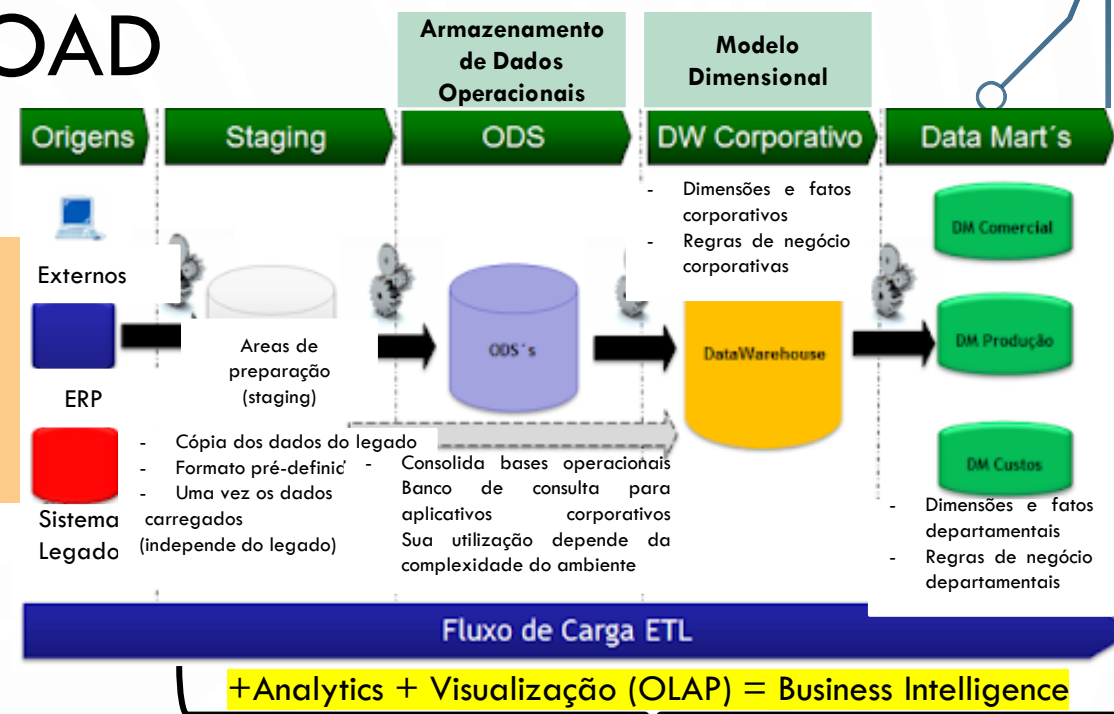 OAD
Armazenamento
de Dados
Operacionais
Modelo
Dimensional
Origens
Staging
ODS
DW Corporativo
Data Mart´s
Externos
ERP
Sistema
Legado
Areas de
preparação
(staging)
- Cópia dos dados do legado
- Formato pré-definic
- Uma vez os dados
carregados
(independe do legado)
ODS´s
- Consolida bases operacionais
Banco de consulta para
aplicativos corporativos
Sua utilização depende da
complexidade do ambiente
- Dimensões e fatos
corporativos
- Regras de negócio
corporativas
DataWarehouse
DM Comercial
DM Produção
DM Custos
- Dimensões e fatos
departamentais
- Regras de negócio
departamentais
Fluxo de Carga ETL
+Analytics + Visualização (OLAP) = Business Intelligence